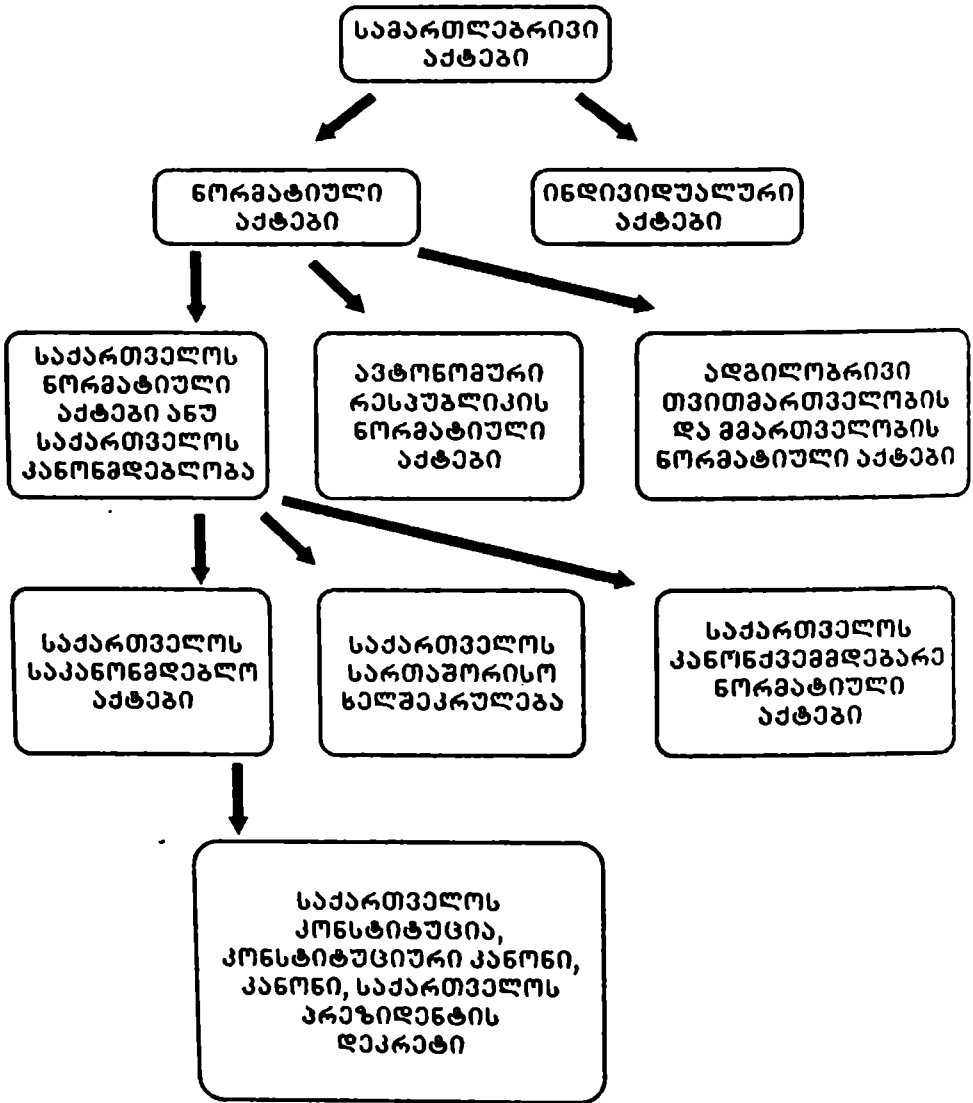 სამართლებრივი
აქტები
ნორმატიული
აქტები
ინდივიდუალური
აქტები
საქართველოს
ნორმატიული
აქტები ანუ
საქართველოს
კანონმდებლობა
ავტონომური
რესპუბლიკის
ნორმატიული
აქტები
ადგილობრივი
თვითმართველობის
და მმართველობის
ნორმატიული აქტები
საქართველოს
საკანონმდებლო
აქტები
საქართველოს
სართაშორისო
ხელშეკრულება
საქართველოს
კანონქვემმდებარე
ნორმატიული
აქტები
საქართველოს
კონსტიტუცია,
კონსტიტუციური კანონი,
კანონი, საქართველოს
პრეზიდენტის
დეკრეტი